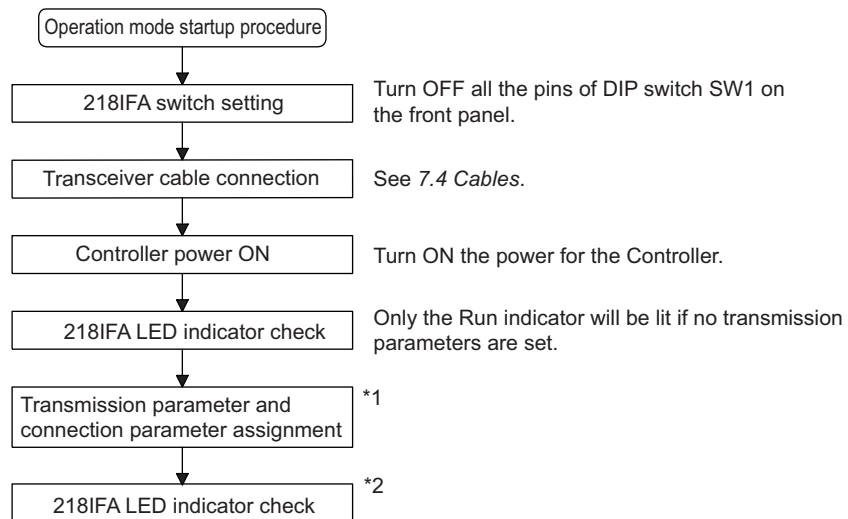 Operation mode startup procedure
218IFA switch setting
Turn OFF all the pins of DIP switch SW1 on
the front panel.
Transceiver cable connection
See 7.4 Cables.
Controller power ON
Turn ON the power for the Controller.
218IFA LED indicator check
Only the Run indicator will be lit if no transmission
parameters are set.
Transmission parameter and
connection parameter assignment
*1
218IFA LED indicator check
*2